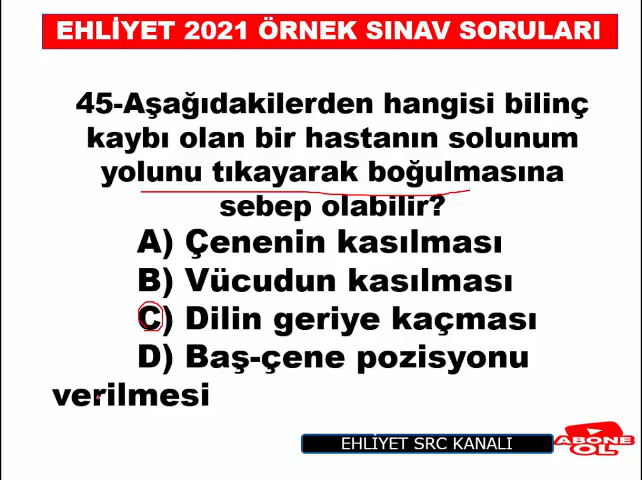 EHLİYET 2021 ÖRNEK SINAV SORULARI
45-Aşağıdakilerden hangisi bilinç
kaybı olan bir hastanın solunum
yolunu tıkayarak boğulmasına
sebep olabilir?
A) Çenenin kasılması
B) Vücudun kasılması
C) Dilin geriye kaçması
D) Baş-çene pozisyonu
verilmesi
EHLİYET SRC KANALI
ABONE
OL